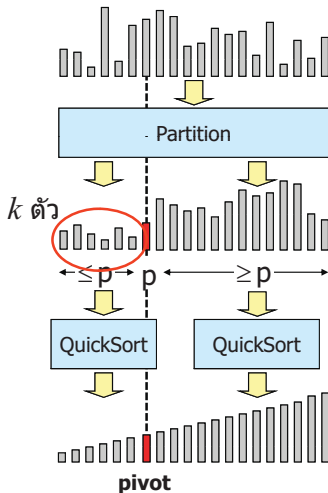 Partition
k ตัว
≤ p p ≥ p
QuickSort QuickSort
pivot